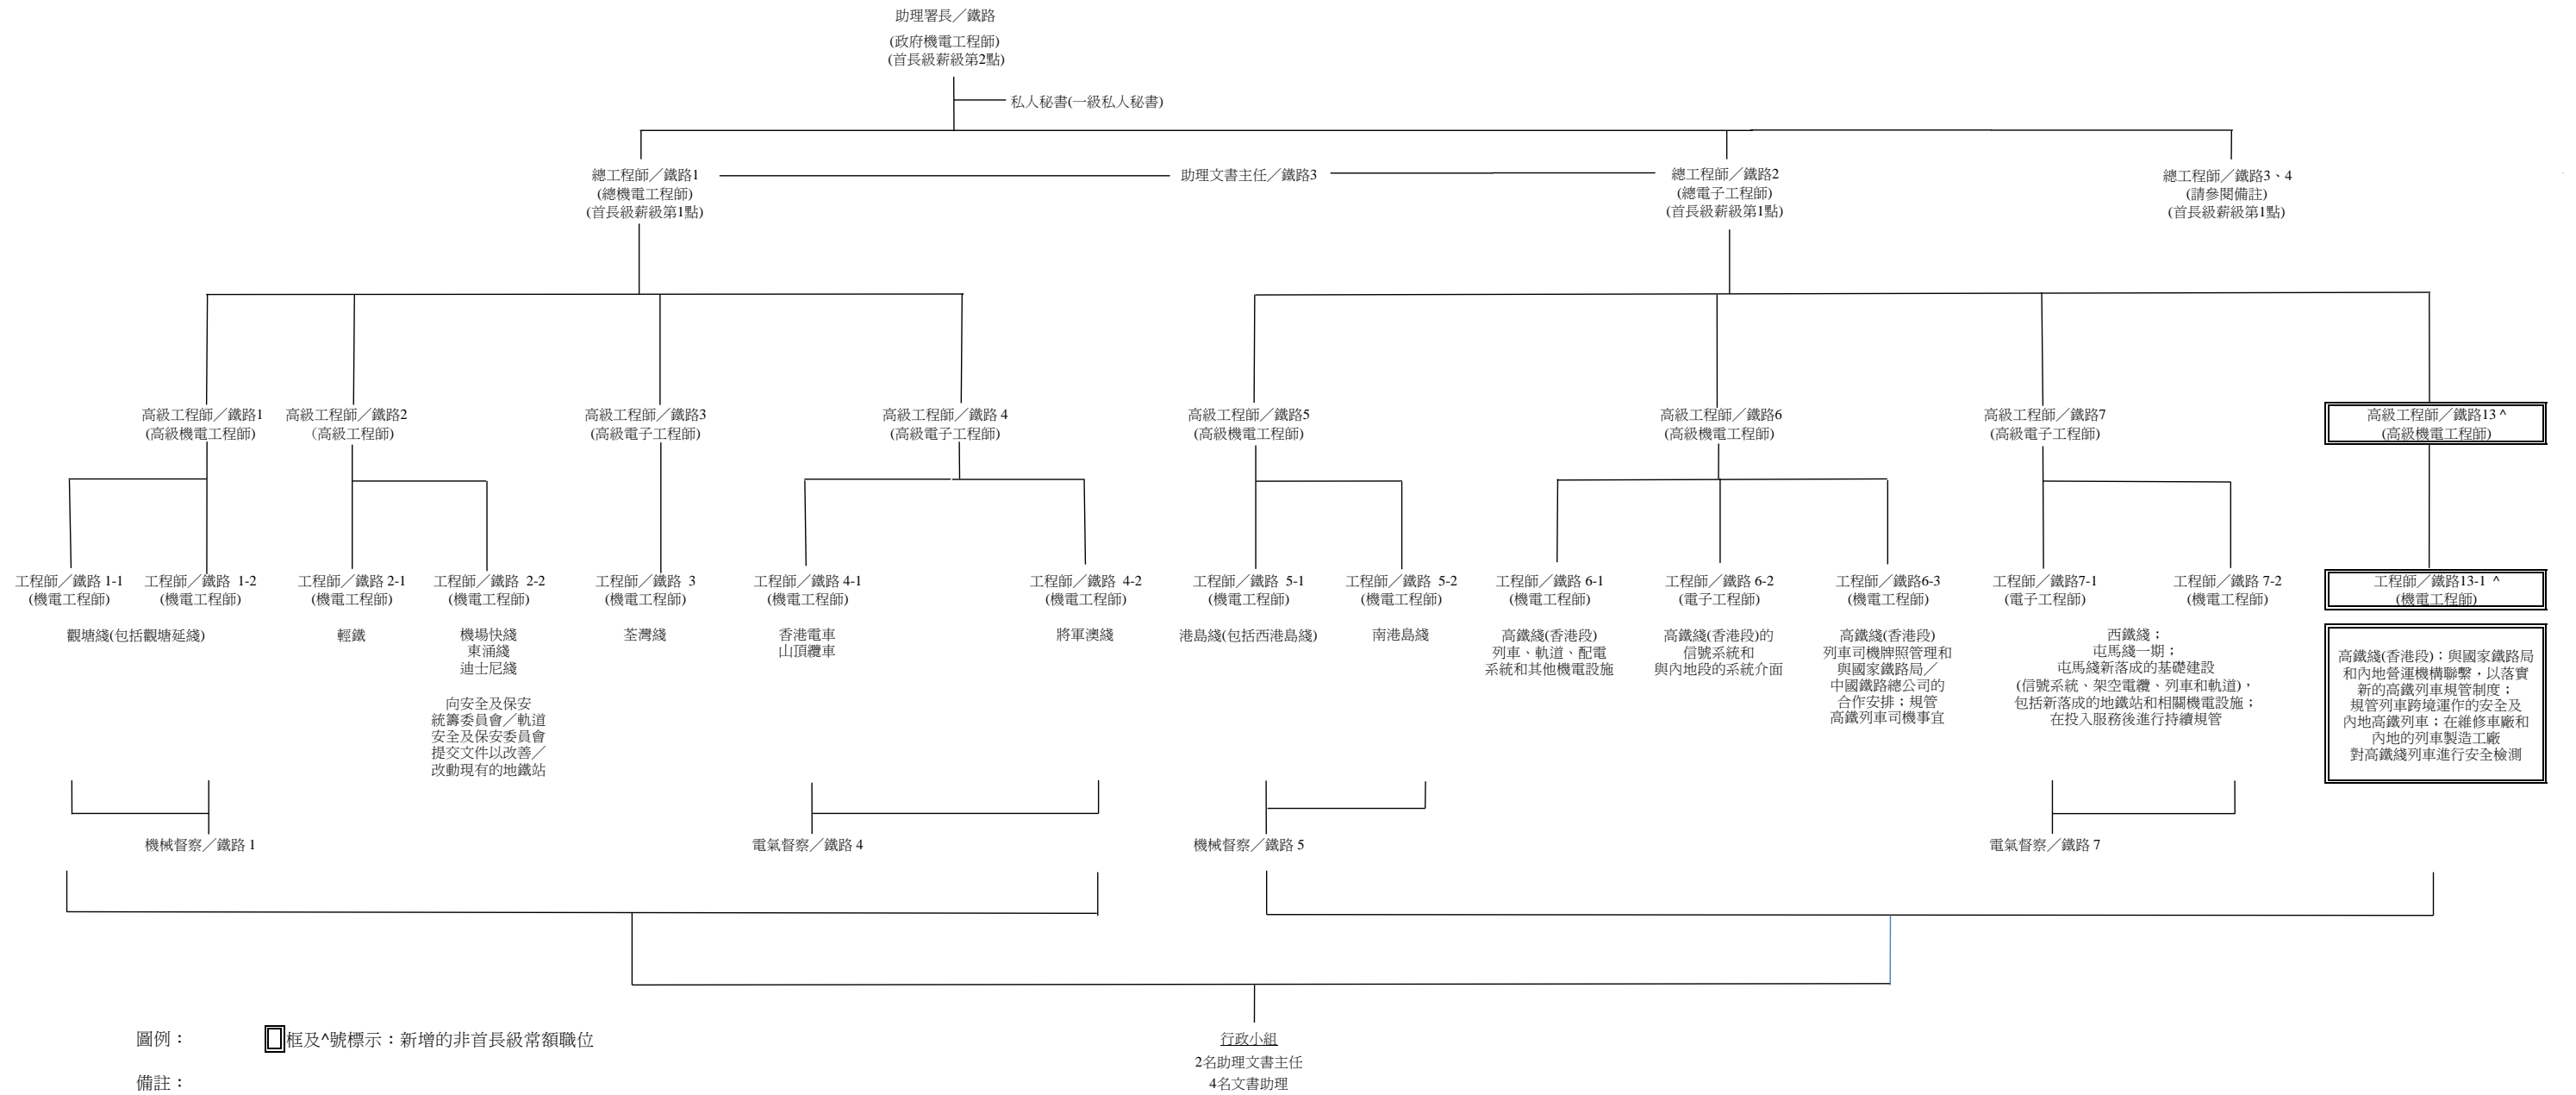 助理署長／鐵路
(政府機電工程師)
(首長級薪級第2點)
私人秘書(一級私人秘書)
總工程師／鐵路1
(總機電工程師)
(首長級薪級第1點)
助理文書主任／鐵路3
總工程師／鐵路2
(總電子工程師)
(首長級薪級第1點)
總工程師／鐵路3、4
(請參閱備註)
(首長級薪級第1點)
高級工程師／鐵路1
(高級機電工程師)
高級工程師／鐵路2
（高級工程師)
高級工程師／鐵路3
(高級電子工程師)
高級工程師／鐵路 4
(高級電子工程師)
高級工程師／鐵路5
(高級機電工程師)
高級工程師／鐵路6
(高級機電工程師)
高級工程師／鐵路7
(高級電子工程師)
高級工程師／鐵路13 ^
(高級機電工程師)
工程師／鐵路 1-1
(機電工程師)
工程師／鐵路 1-2
(機電工程師)
觀塘綫(包括觀塘延綫)
工程師／鐵路 2-1
(機電工程師)
輕鐵
工程師／鐵路 2-2
(機電工程師)
機場快綫
東涌綫
迪士尼綫
向安全及保安
統籌委員會／軌道
安全及保安委員會
提交文件以改善／
改動現有的地鐵站
工程師／鐵路 3
(機電工程師)
荃灣綫
工程師／鐵路 4-1
(機電工程師)
香港電車
山頂纜車
工程師／鐵路 4-2
(機電工程師)
將軍澳綫
工程師／鐵路 5-1
(機電工程師)
港島綫(包括西港島綫)
工程師／鐵路 5-2
(機電工程師)
南港島綫
工程師／鐵路 6-1
(機電工程師)
高鐵綫(香港段)
列車、軌道、配電
系統和其他機電設施
工程師／鐵路 6-2
(電子工程師)
高鐵綫(香港段)的
信號系統和
與內地段的系統介面
工程師／鐵路6-3
(機電工程師)
高鐵綫(香港段)
列車司機牌照管理和
與國家鐵路局／
中國鐵路總公司的
合作安排；規管
高鐵列車司機事宜
工程師／鐵路7-1
(電子工程師)
工程師／鐵路 7-2
(機電工程師)
西鐵綫；
屯馬綫一期；
屯馬綫新落成的基礎建設
(信號系統、架空電纜、列車和軌道)，
包括新落成的地鐵站和相關機電設施；
在投入服務後進行持續規管
工程師／鐵路13-1 ^
(機電工程師)
高鐵綫(香港段)；與國家鐵路局
和內地營運機構聯繫，以落實
新的高鐵列車規管制度；
規管列車跨境運作的安全及
內地高鐵列車；在維修車廠和
內地的列車製造工廠
對高鐵綫列車進行安全檢測
機械督察／鐵路 1
電氣督察／鐵路 4
機械督察／鐵路 5
電氣督察／鐵路 7
行政小組
2名助理文書主任
4名文書助理
圖例：
框及^號標示：新增的非首長級常額職位
備註：